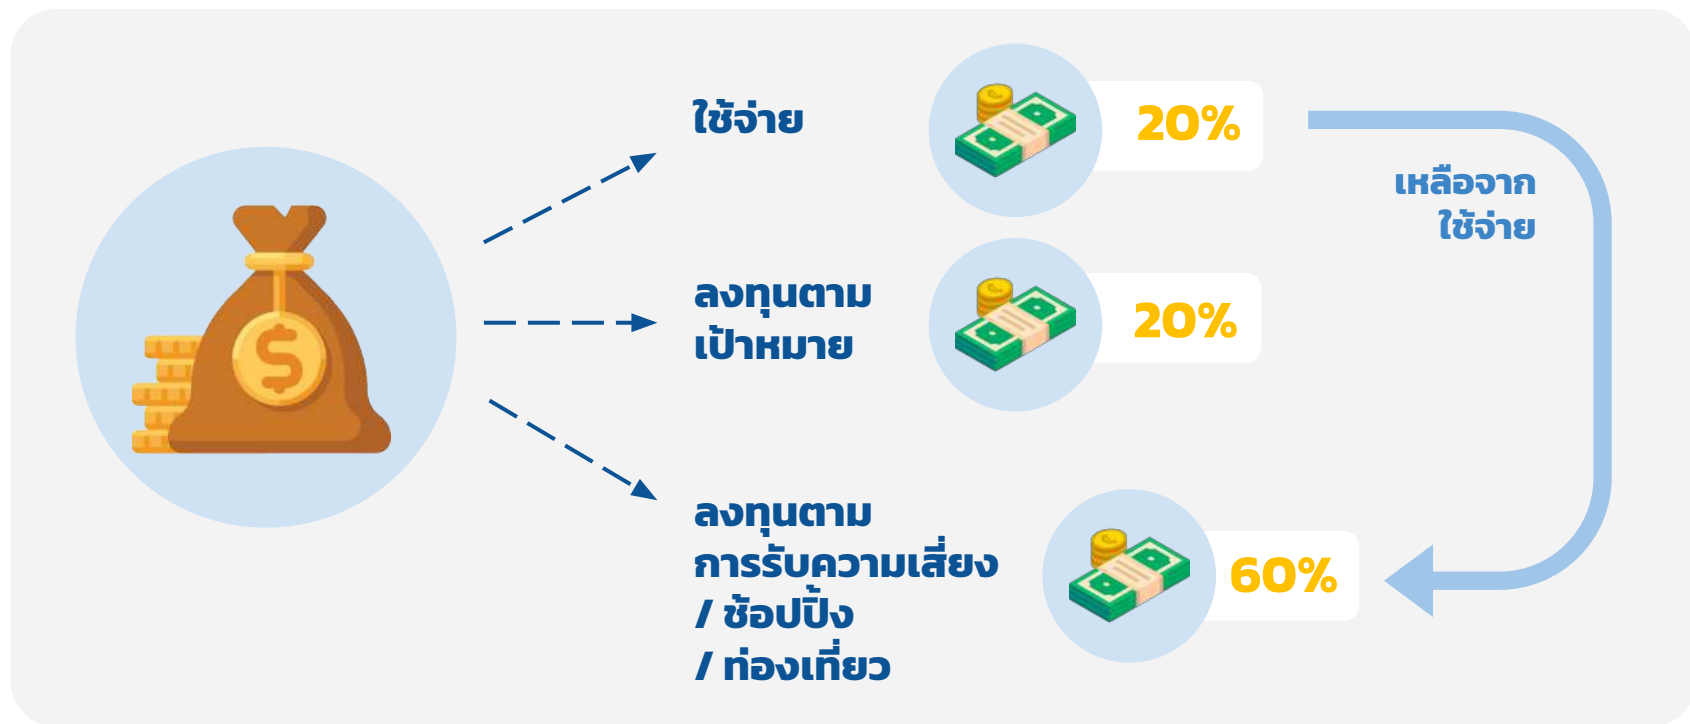 ใช้จ่าย
20%
เหลือจาก
ใช้จ่าย
ลงทุนตาม
เป้าหมาย
20%
ลงทุนตาม
การรับความเสี่ยง
/ ช้อปปิ้ง
/ ท่องเที่ยว
60%